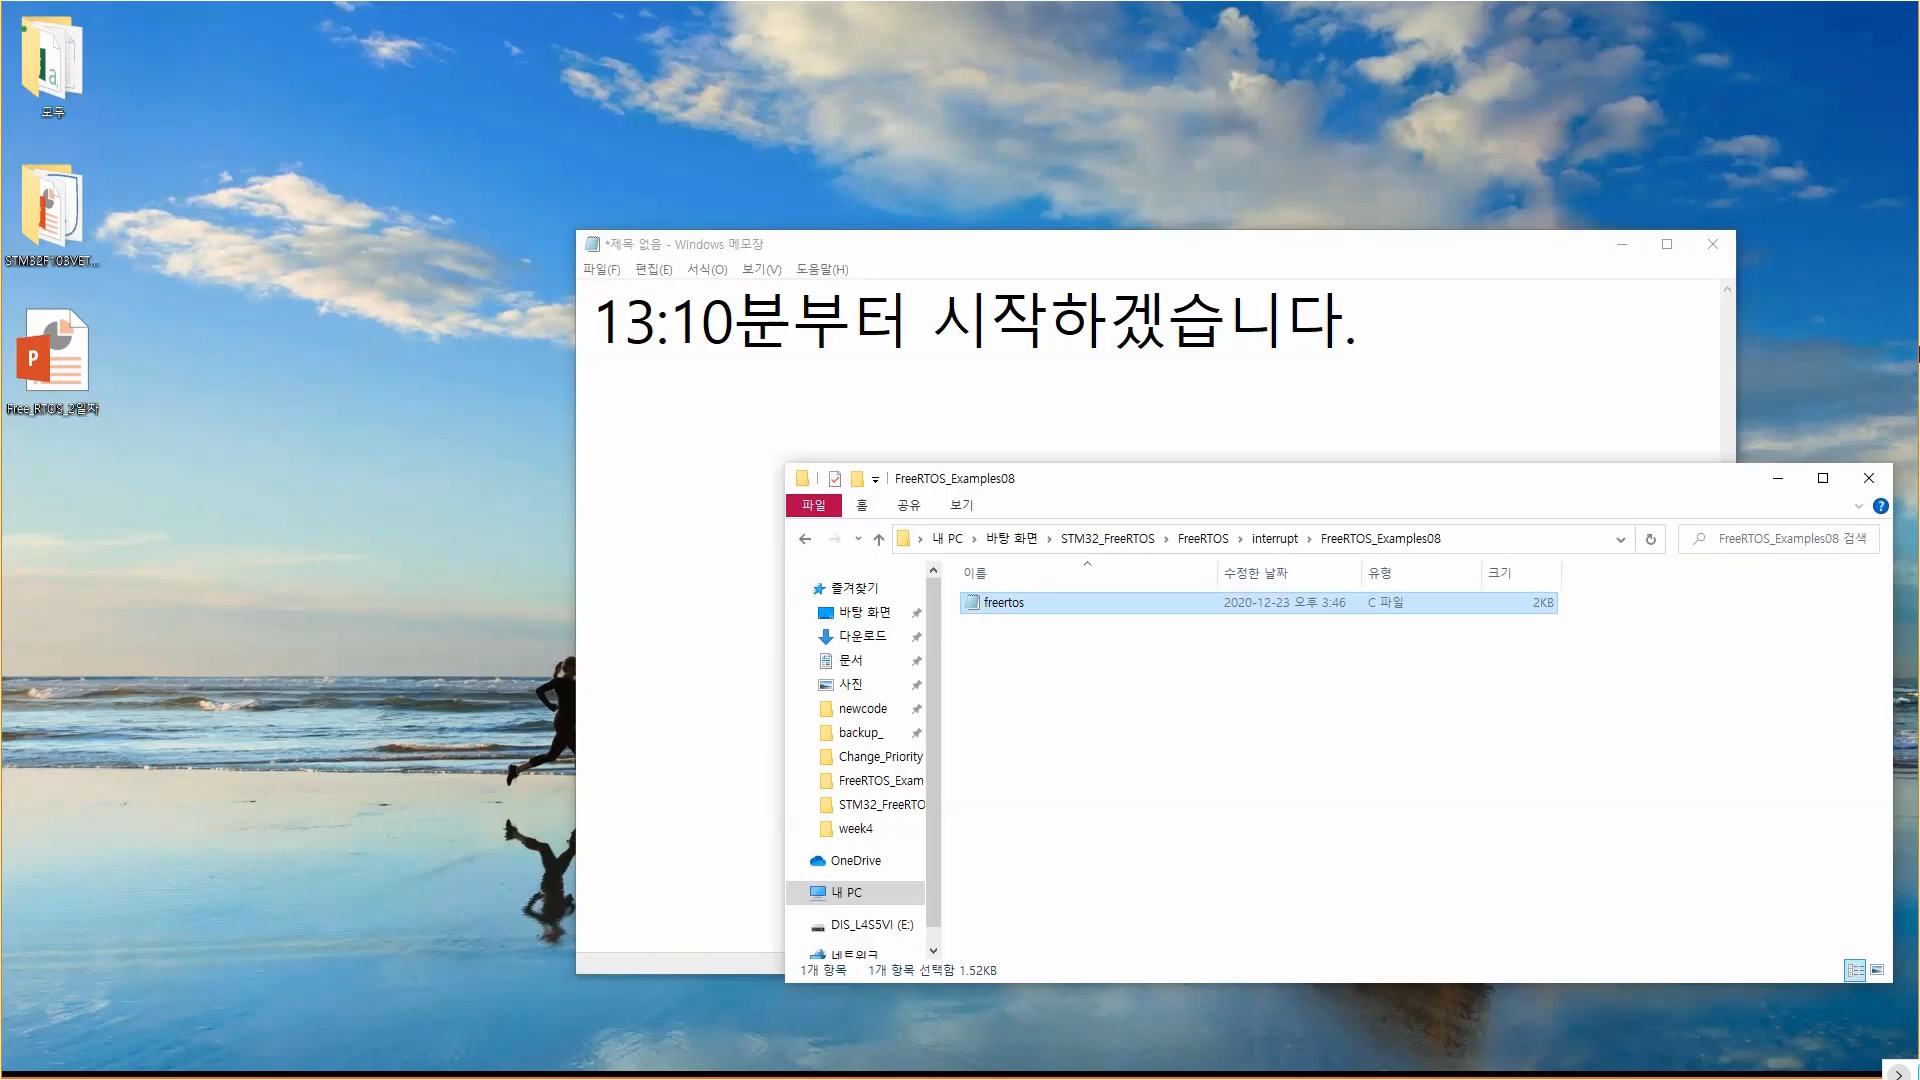 모두
STM32F103VET...
Free_RTOS_2일차
*제목 없음 - Windows 메모장
파일(F) 편집(E) 서식(O) 보기(V) 도움말(H)
13:10분부터 시작하겠습니다.
FreeRTOS_Examples08
파일 홈 공유 보기
내 PC › 바탕 화면 › STM32_FreeRTOS › FreeRTOS › interrupt › FreeRTOS_Examples08
FreeRTOS_Examples08 검색
이름 수정한 날짜 유형 크기
freertos 2020-12-23 오후 3:46 C 파일 2KB
즐겨찾기
바탕 화면
다운로드
문서
사진
newcode
backup_
Change_Priority
FreeRTOS_Exam
STM32_FreeRTO
week4
OneDrive
내 PC
DIS_L4S5VI (E:)
네트워크
1개 항목 1개 항목 선택함 1.52KB